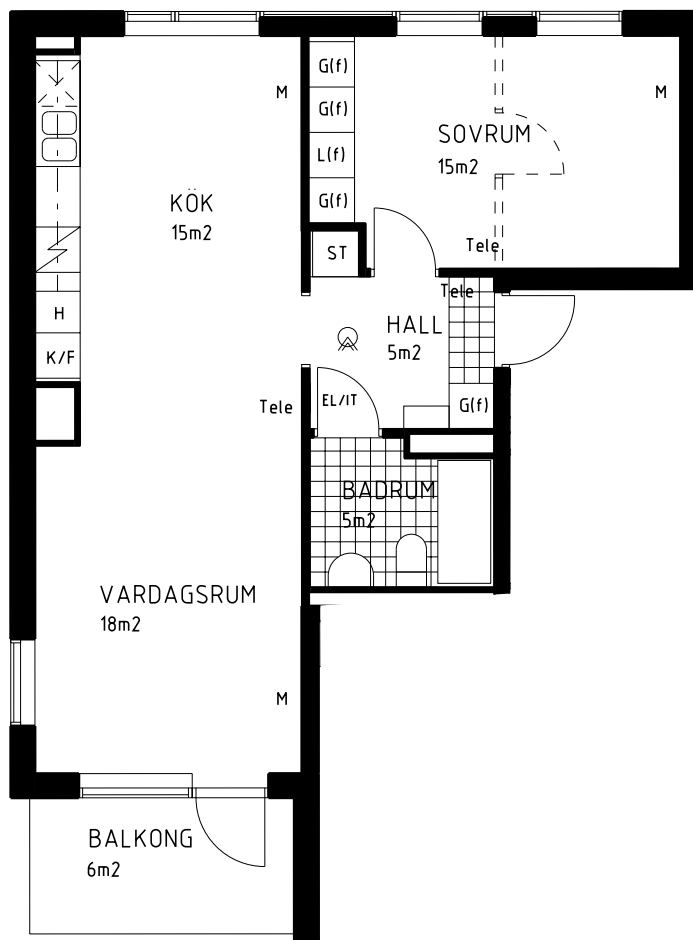 G(f)
M
M
G(f)
SOVRUM
15m2
L(f)
G(f)
KÖK
15m2
ST
Tele
Tele
H
HALL
5m2
K/F
Tele
EL/IT
G(f)
BADRUM
5m2
VARDAGSRUM
18m2
M
BALKONG
6m2